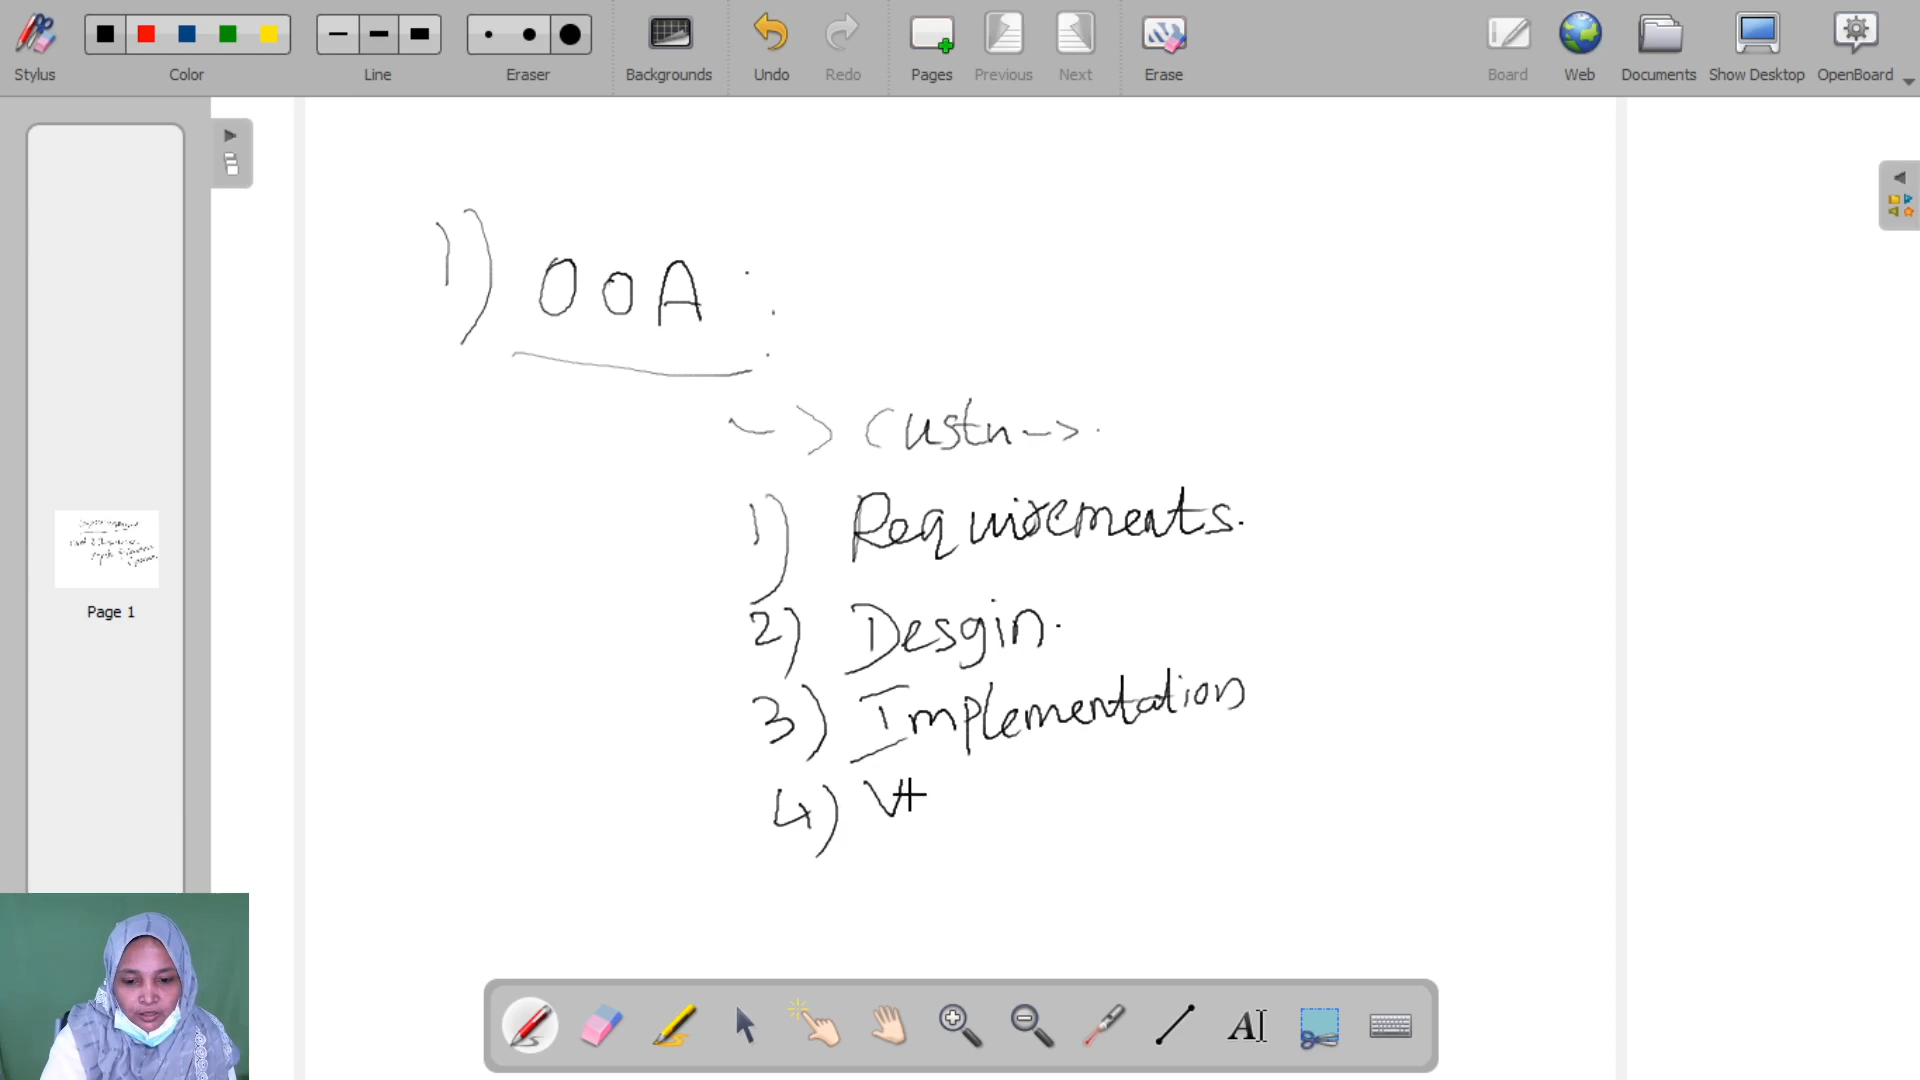 Stylus
Color
Line
Eraser
Backgrounds
Undo
Redo
Pages
Previous
Next
Erase
Board
Web
Documents
Show Desktop
OpenBoard
1) OOA :
-> Custn ->.
1) Requirements.
2) Desgin.
3) Implementation
4) V
Page 1
AI